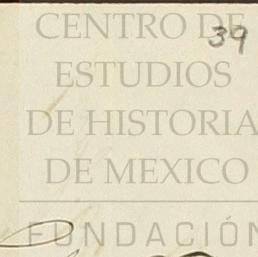 39
CENTRO DE
ESTUDIOS
DE HISTORIA
DE MEXICO
FUNDACIÓN